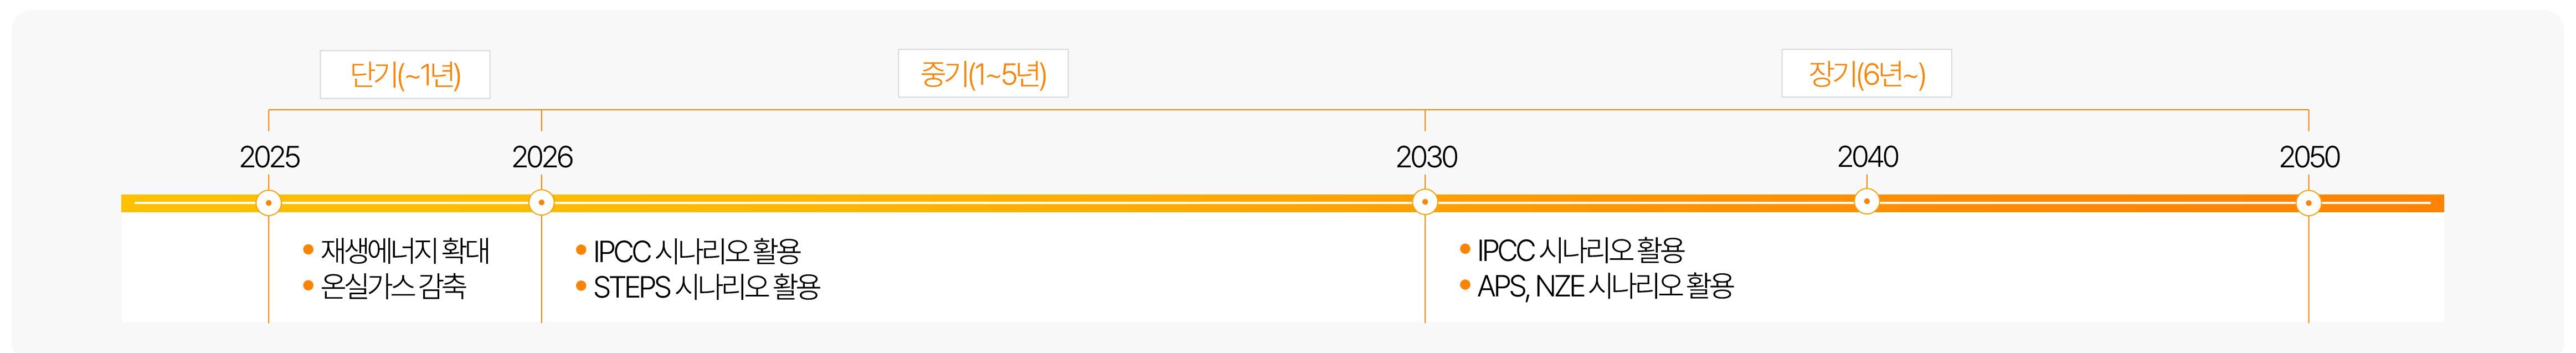 단기(~1년)
중기(1~5년)
장기(6년~)
2025
2026
2030
2040
2050
재생에너지 확대
온실가스 감축
IPCC 시나리오 활용
STEPS 시나리오 활용
IPCC 시나리오 활용
APS, NZE 시나리오 활용